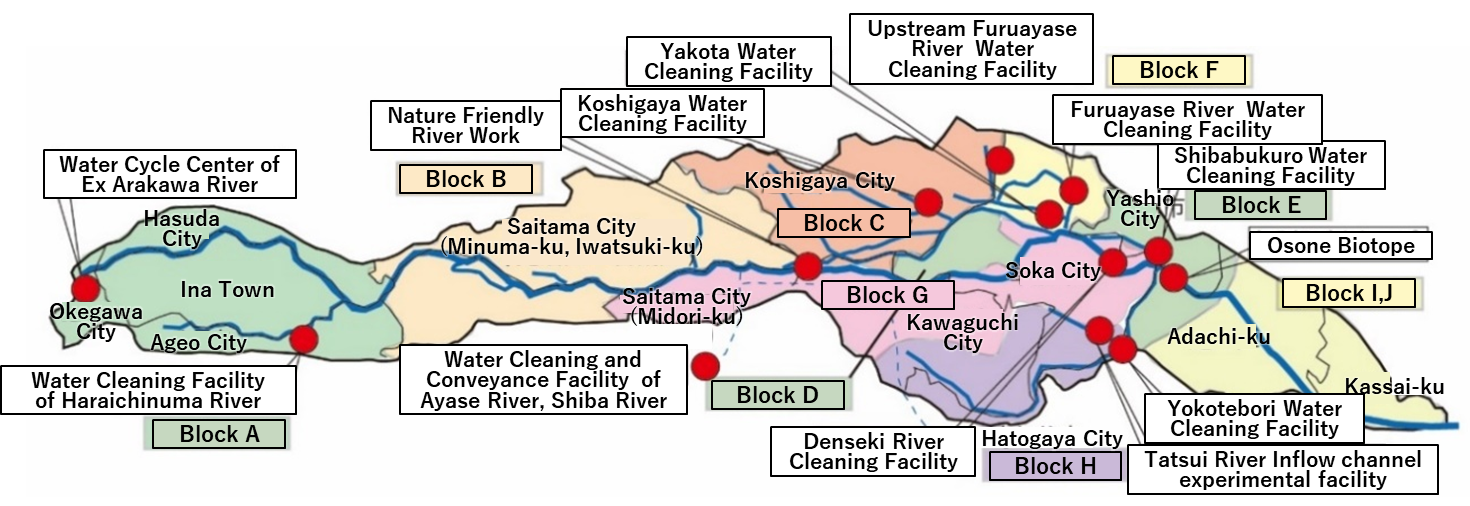 Upstream Furuayase
River Water
Cleaning Facility
Yakota Water
Cleaning Facility
Block F
Koshigaya Water
Cleaning Facility
Nature Friendly
River Work
Furuayase River Water
Cleaning Facility
Water Cycle Center of
Ex Arakawa River
Block B
Shibabukuro Water
Cleaning Facility
Koshigaya City
Yashio
City
市
Block E
Hasuda
City
Saitama City
(Minuma-ku, Iwatsuki-ku)
Block C
Osone Biotope
Soka City
Ina Town
Block I,J
Saitama City
(Midori-ku)
Block G
Okegawa
City
Ageo City
Kawaguchi
City
Adachi-ku
Water Cleaning and
Conveyance Facility of
Ayase River, Shiba River
Block D
Kassai-ku
Water Cleaning Facility
of Haraichinuma River
Block A
Yokotebori Water
Cleaning Facility
Denseki River
Cleaning Facility
Hatogaya City
Block H
Tatsui River Inflow channel
experimental facility